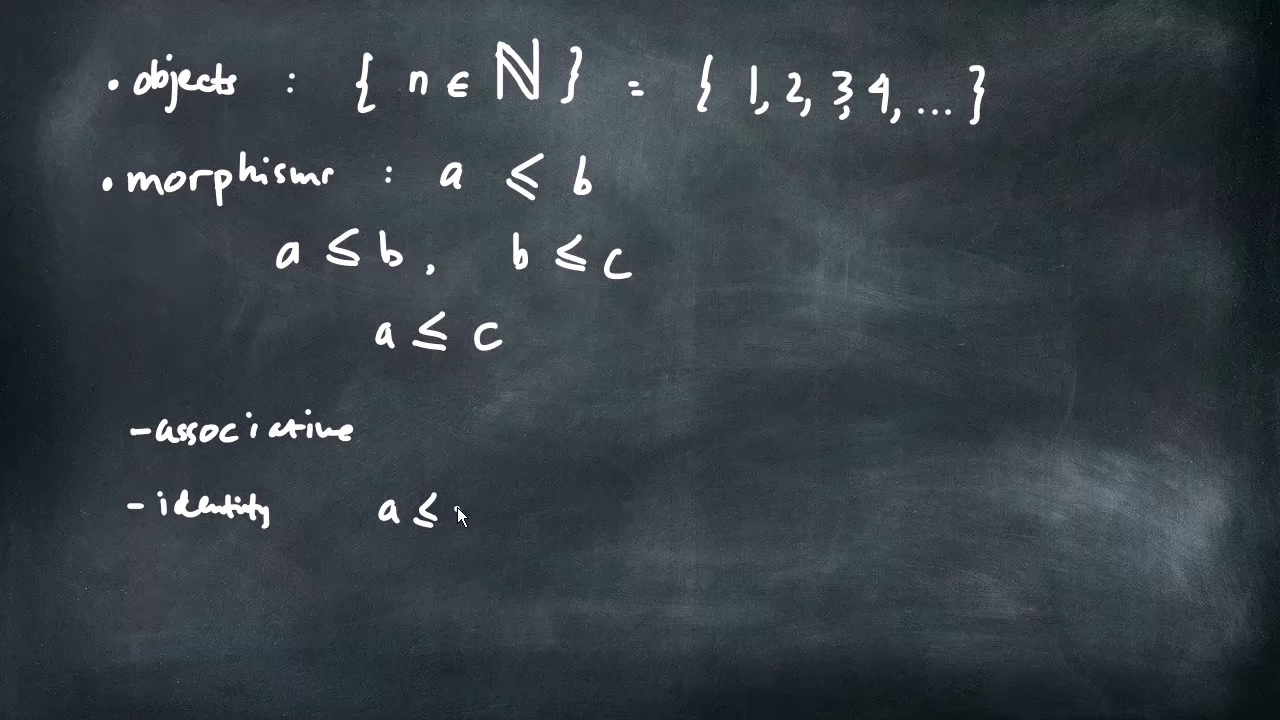 • objects : { n ∈ ℕ } = { 1, 2, 3, 4, ... }
• morphisms : a ≤ b
a ≤ b , b ≤ c
a ≤ c
- associative
- identity a ≤